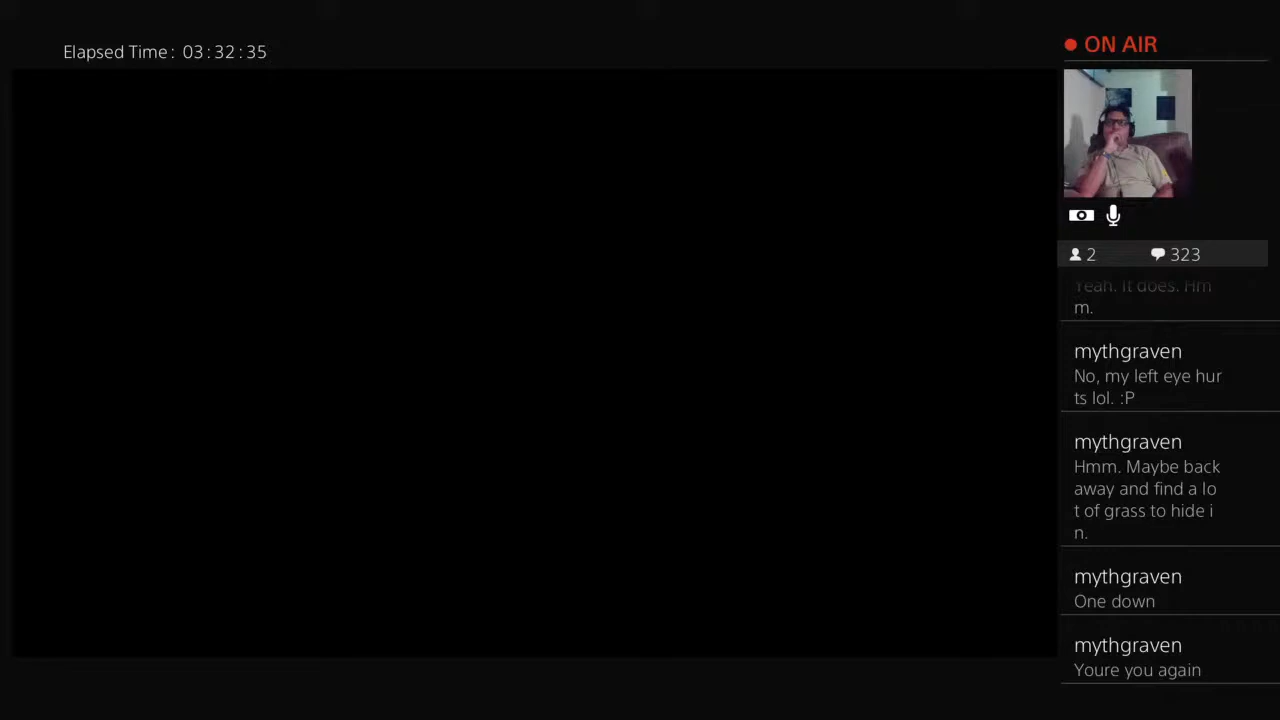 Elapsed Time: 03:32:35
ON AIR
2 323
Yeah. It does. Hm
m.
mythgraven
No, my left eye hur
ts lol. :P
mythgraven
Hmm. Maybe back
away and find a lo
t of grass to hide i
n.
mythgraven
One down
mythgraven
Youre you again